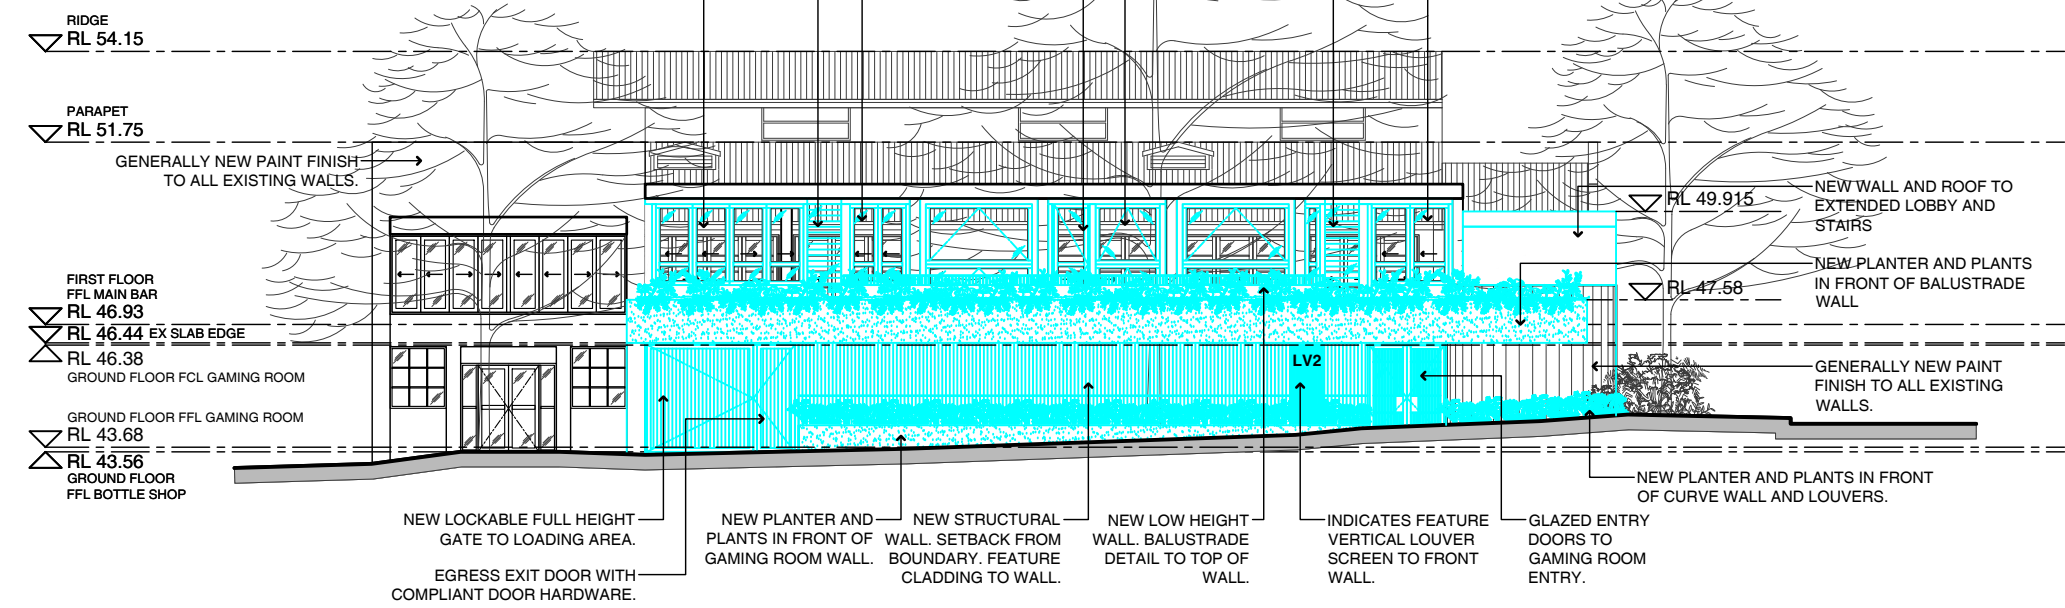 RIDGE
RL 54.15
PARAPET
RL 51.75
GENERALLY NEW PAINT FINISH
TO ALL EXISTING WALLS.
FIRST FLOOR
FFL MAIN BAR
RL 46.93
RL 46.44 EX SLAB EDGE
RL 46.38
GROUND FLOOR FCL GAMING ROOM
GROUND FLOOR FFL GAMING ROOM
RL 43.68
RL 43.56
GROUND FLOOR
FFL BOTTLE SHOP
LV2
RL 49.915
RL 47.58
NEW WALL AND ROOF TO
EXTENDED LOBBY AND
STAIRS
NEW PLANTER AND PLANTS
IN FRONT OF BALUSTRADE
WALL
GENERALLY NEW PAINT
FINISH TO ALL EXISTING
WALLS.
NEW PLANTER AND PLANTS IN FRONT
OF CURVE WALL AND LOUVERS.
NEW LOCKABLE FULL HEIGHT
GATE TO LOADING AREA.
EGRESS EXIT DOOR WITH
COMPLIANT DOOR HARDWARE.
NEW PLANTER AND
PLANTS IN FRONT OF
GAMING ROOM WALL.
NEW STRUCTURAL
WALL. SETBACK FROM
BOUNDARY. FEATURE
CLADDING TO WALL.
NEW LOW HEIGHT
WALL. BALUSTRADE
DETAIL TO TOP OF
WALL.
INDICATES FEATURE
VERTICAL LOUVER
SCREEN TO FRONT
WALL.
GLAZED ENTRY
DOORS TO
GAMING ROOM
ENTRY.